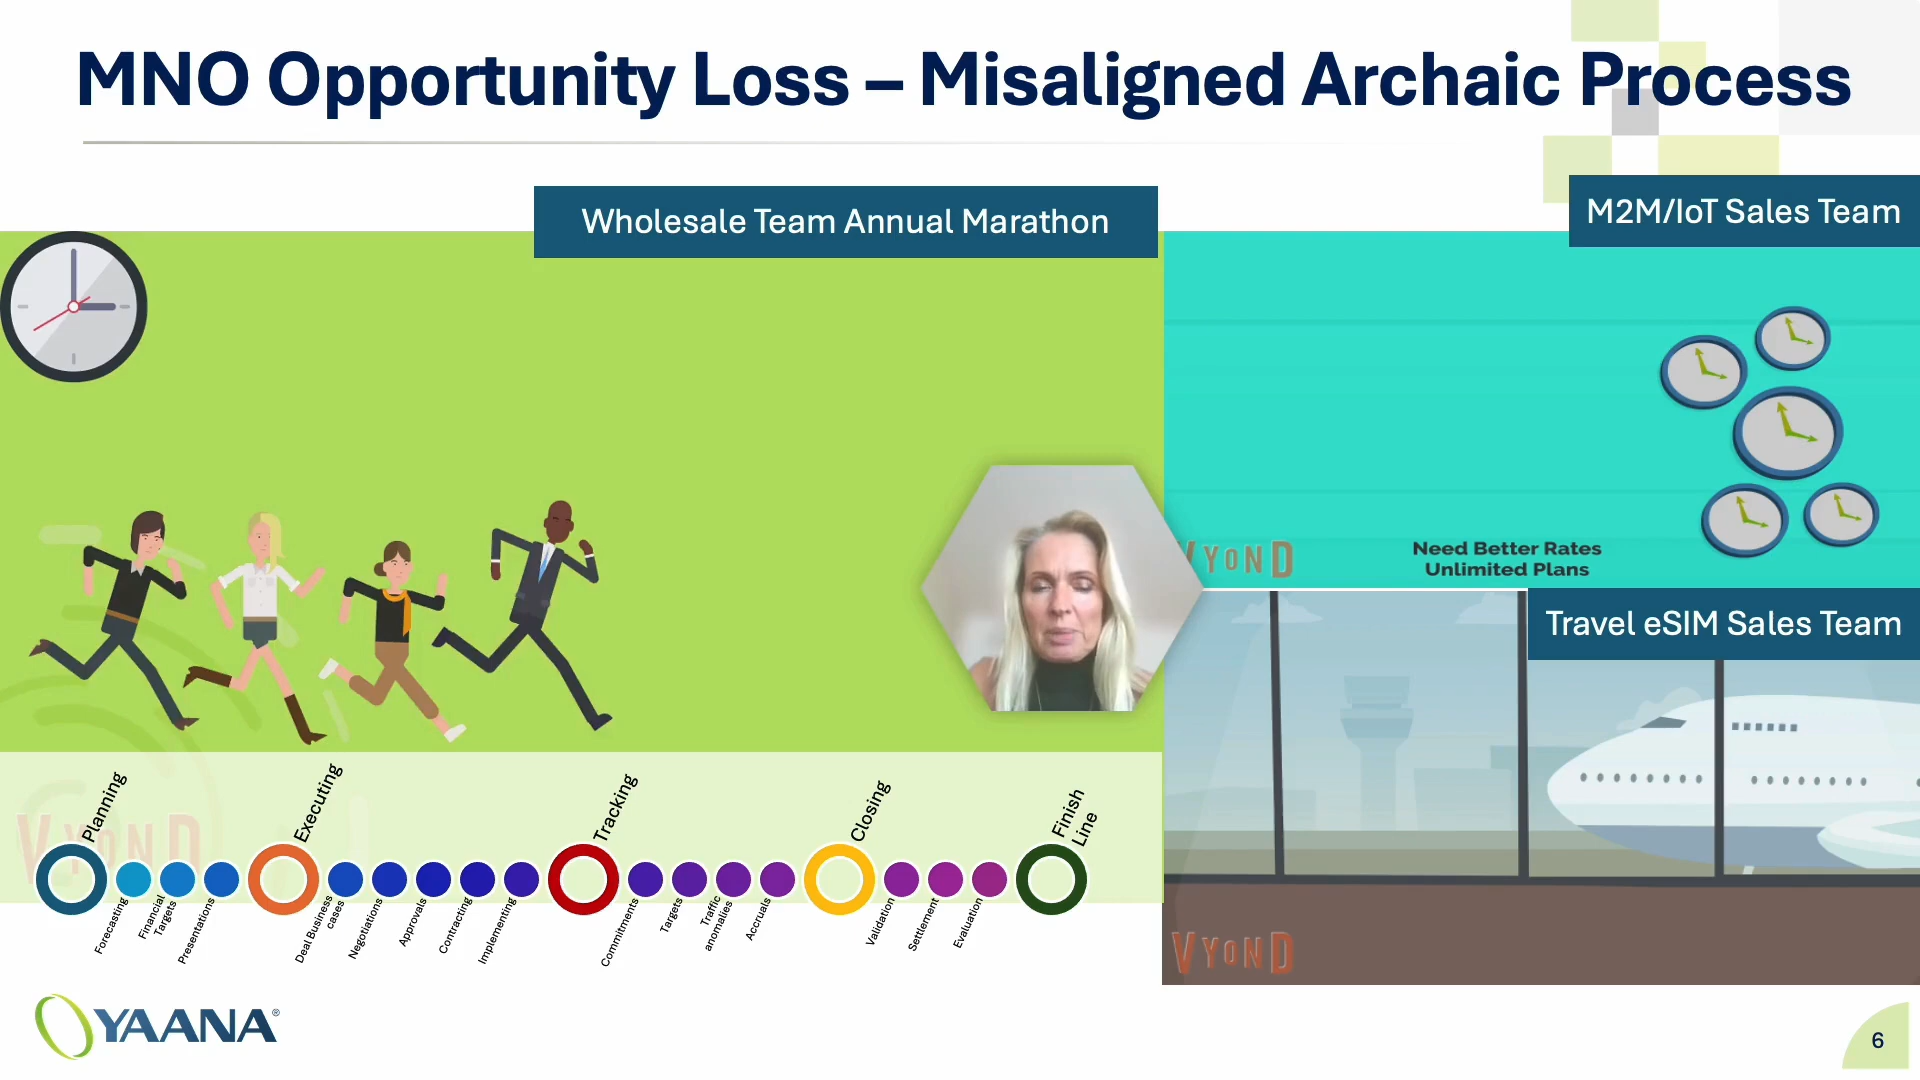 MNO Opportunity Loss – Misaligned Archaic Process
Wholesale Team Annual Marathon
M2M/IoT Sales Team
VYOND
Need Better Rates
Unlimited Plans
Travel eSIM Sales Team
VYOND
Planning
Executing
Tracking
Closing
Finish
Line
VYOND
Forecasting
Financial
Targets
Presentations
Deal Business
cases
Negotiations
Approvals
Contracting
Implementing
Commitments
Targets
Traffic
anomalies
Accruals
Validation
Settlement
Evaluation
YAANA®
6